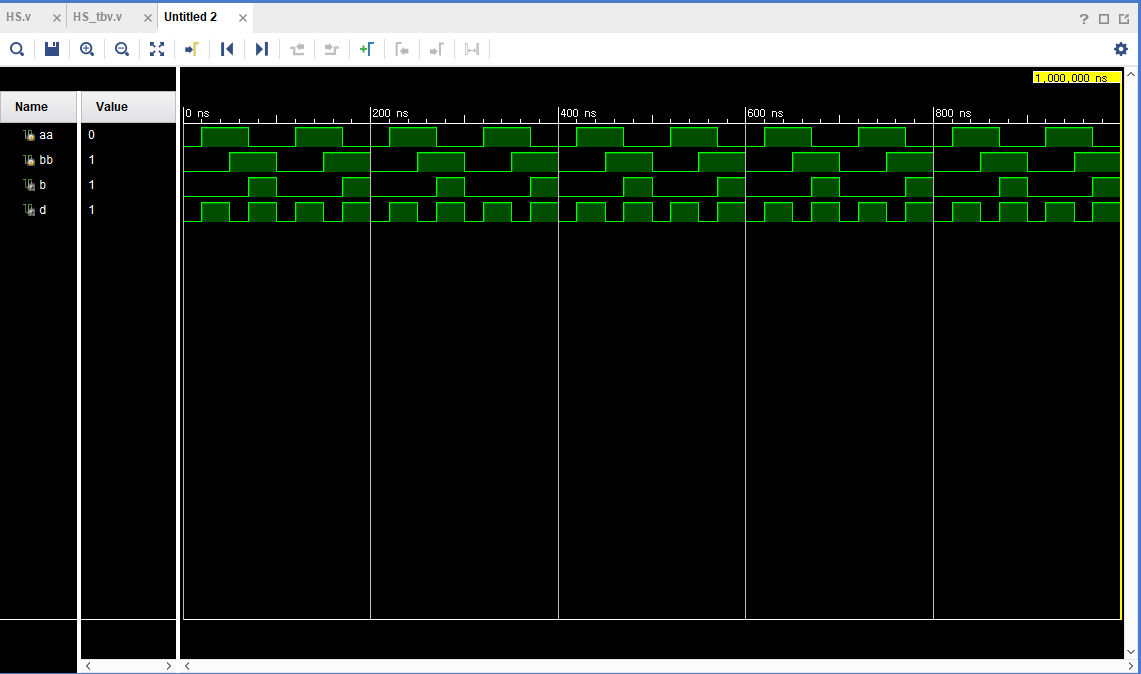 HS.v HS_tbv.v Untitled 2
1,000,000 ns
Name Value
0 ns 200 ns 400 ns 600 ns 800 ns
aa 0
bb 1
b 1
d 1